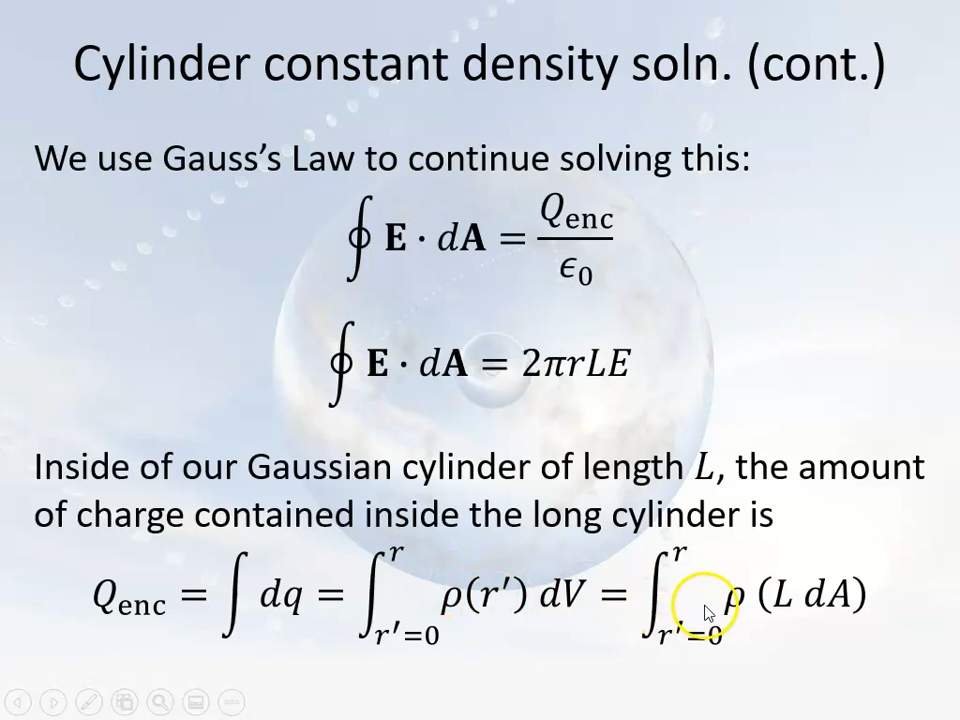 Cylinder constant density soln. (cont.)
We use Gauss's Law to continue solving this:
∮ 𝐄 · d𝐀 = Q_enc / ϵ₀
∮ 𝐄 · d𝐀 = 2πrLE
Inside of our Gaussian cylinder of length L, the amount
of charge contained inside the long cylinder is
Q_enc = ∫ dq = ∫_{r′=0}^{r} ρ(r′) dV = ∫_{r′=0}^{r} ρ (L dA)